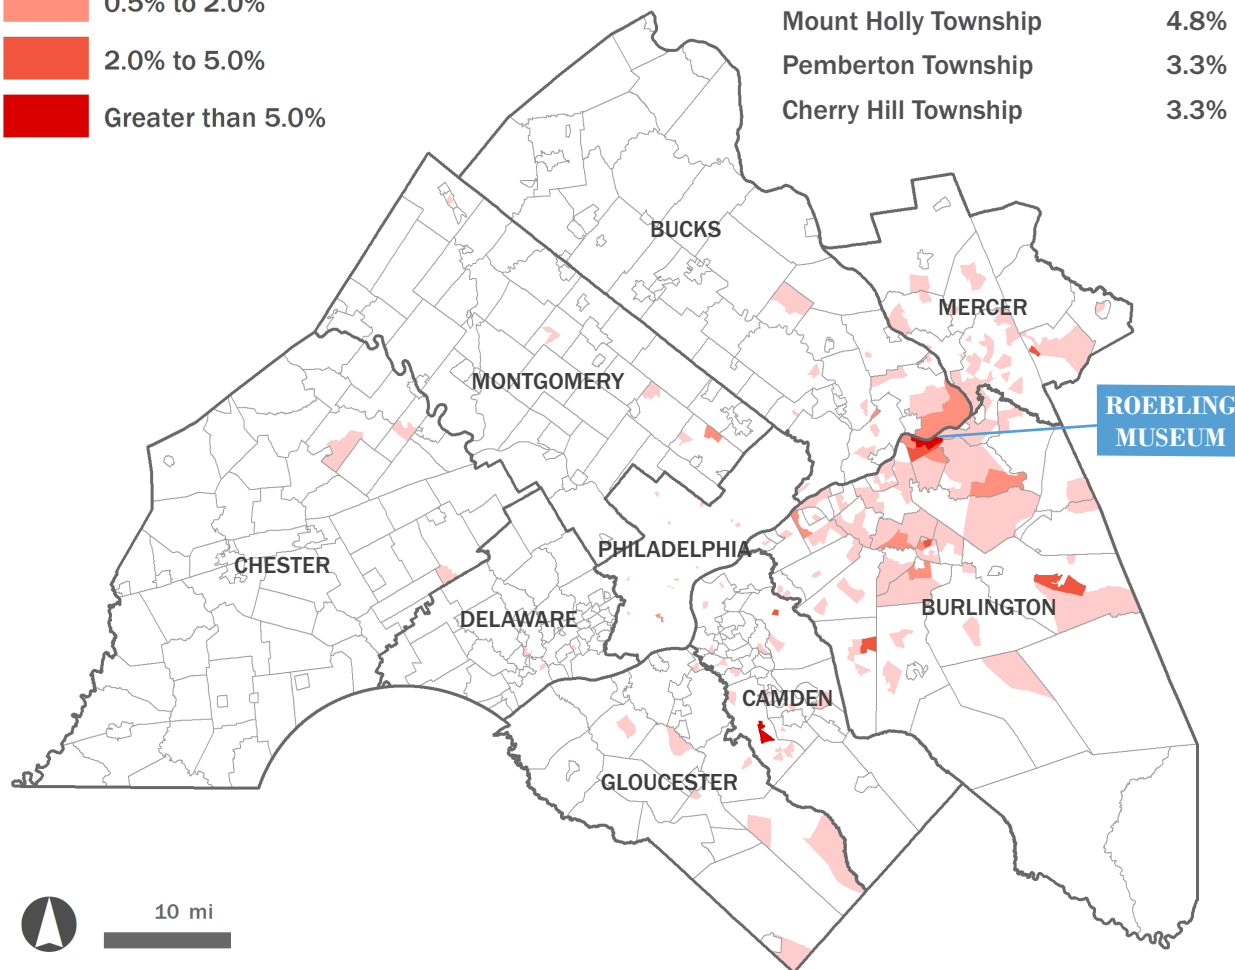 0.5% to 2.0%
2.0% to 5.0%
Greater than 5.0%
Mount Holly Township 4.8%
Pemberton Township 3.3%
Cherry Hill Township 3.3%
BUCKS
MERCER
MONTGOMERY
ROEBLING
MUSEUM
PHILADELPHIA
CHESTER
DELAWARE
BURLINGTON
CAMDEN
GLOUCESTER
10 mi